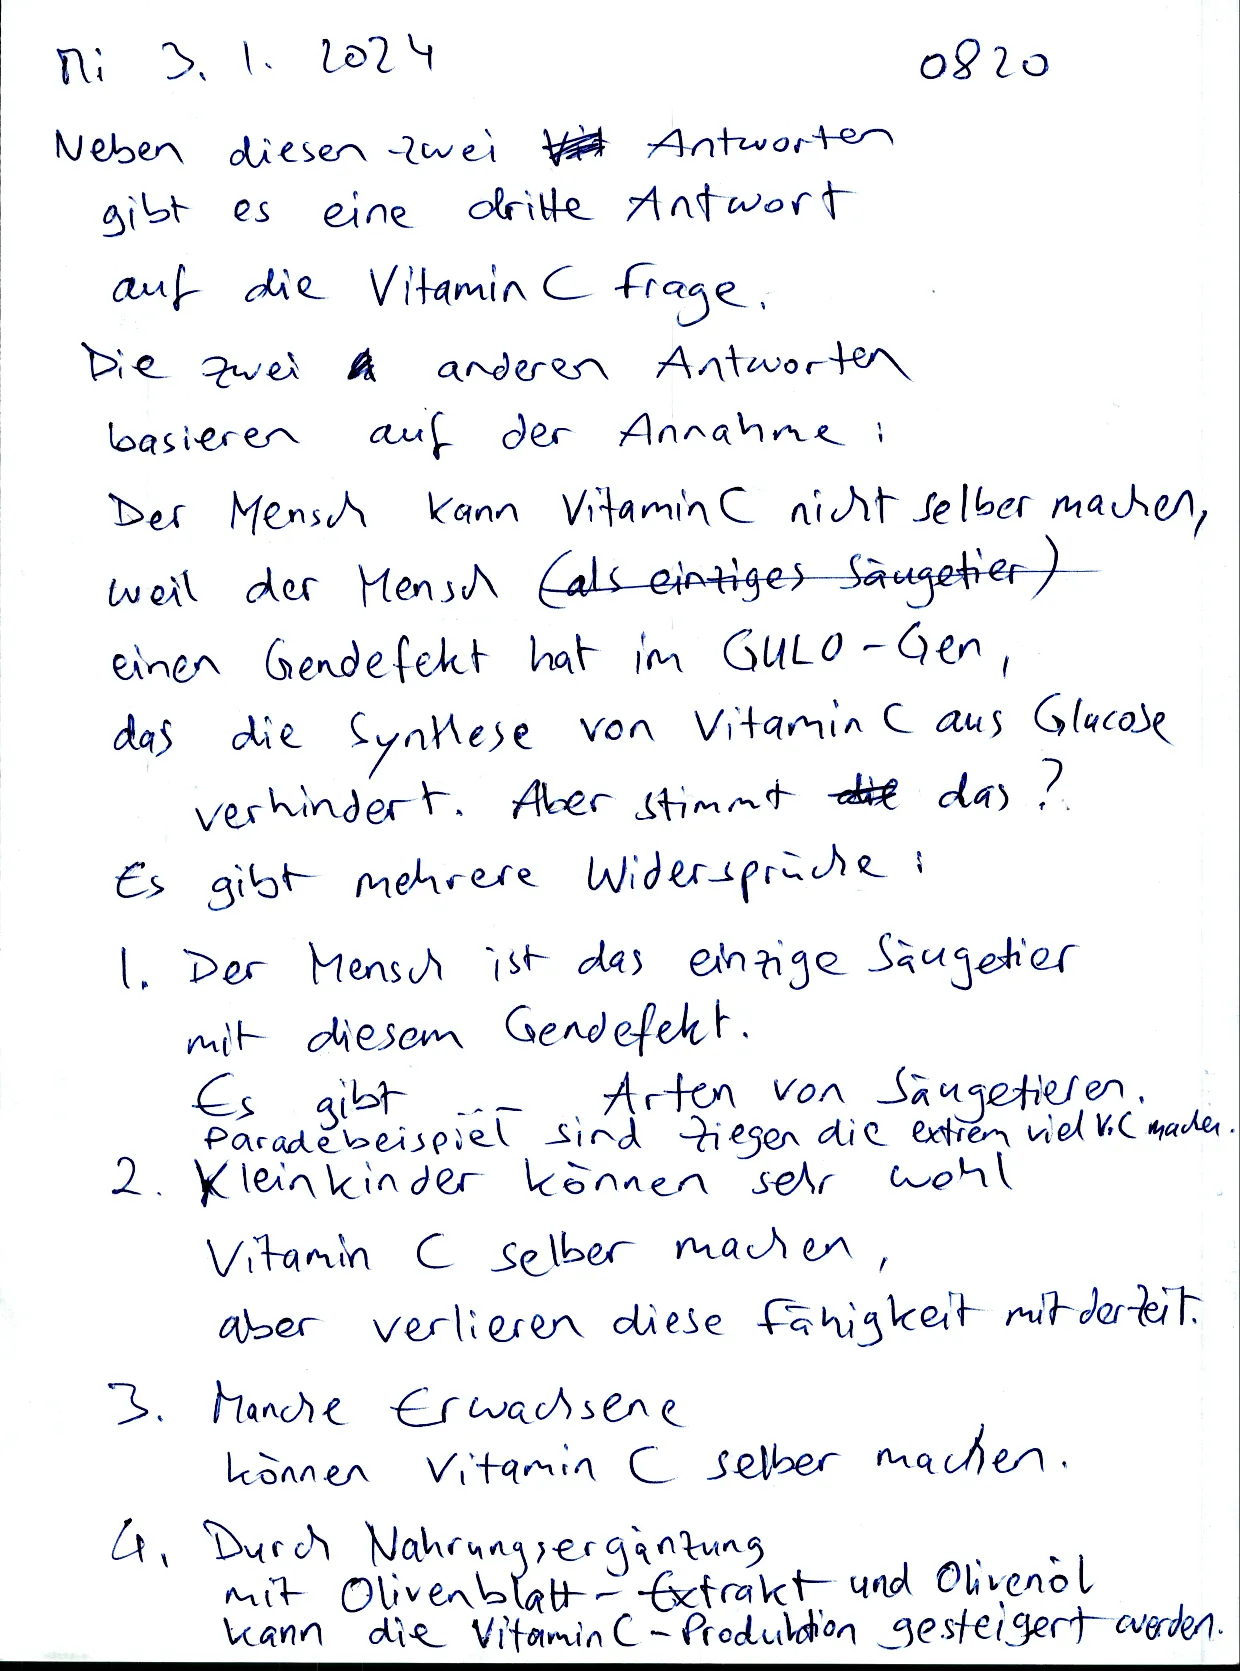 Mi 3. 1. 2024 0820
Neben diesen zwei Antworten
gibt es eine dritte Antwort
auf die Vitamin C Frage.
Die zwei anderen Antworten
basieren auf der Annahme:
Der Mensch kann Vitamin C nicht selber machen,
weil der Mensch (als einziges Säugetier)
einen Gendefekt hat im GULO-Gen,
das die Synthese von Vitamin C aus Glucose
verhindert. Aber stimmt die das?
Es gibt mehrere Widersprüche:
1. Der Mensch ist das einzige Säugetier
mit diesem Gendefekt.
Es gibt ... Arten von Säugetieren.
Paradebeispiel sind Ziegen die extrem viel V.C machen.
2. Kleinkinder können sehr wohl
Vitamin C selber machen,
aber verlieren diese Fähigkeit mit der Zeit.
3. Manche Erwachsene
können Vitamin C selber machen.
4. Durch Nahrungsergänzung
mit Olivenblatt-Extrakt und Olivenöl
kann die Vitamin C-Produktion gesteigert werden.